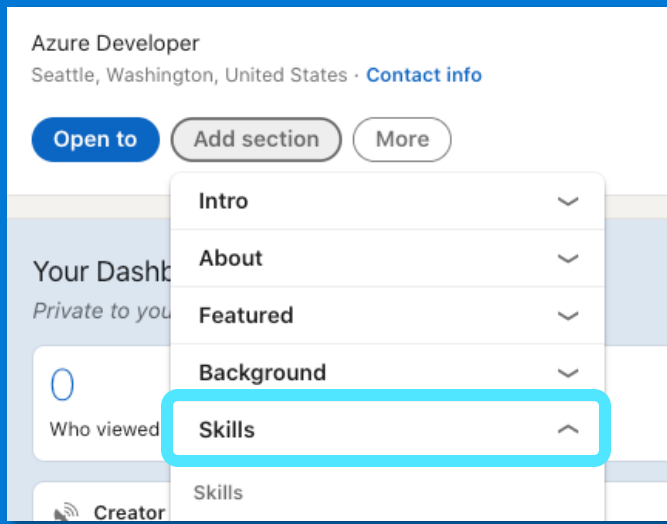 Azure Developer
Seattle, Washington, United States · Contact info
Open to
Add section
More
Intro
About
Featured
Background
Skills
Skills
Your Dashb
Private to you
0
Who viewed
Creator